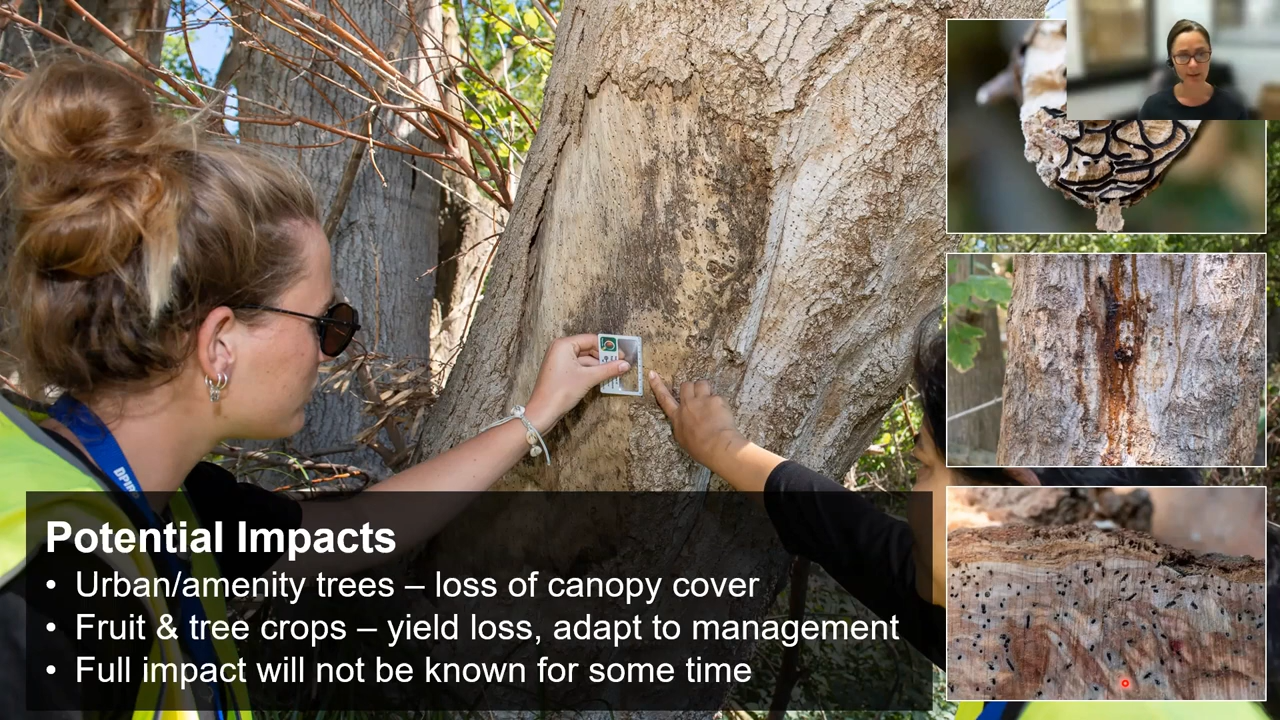 DPIR
Potential Impacts
• Urban/amenity trees – loss of canopy cover
• Fruit & tree crops – yield loss, adapt to management
• Full impact will not be known for some time